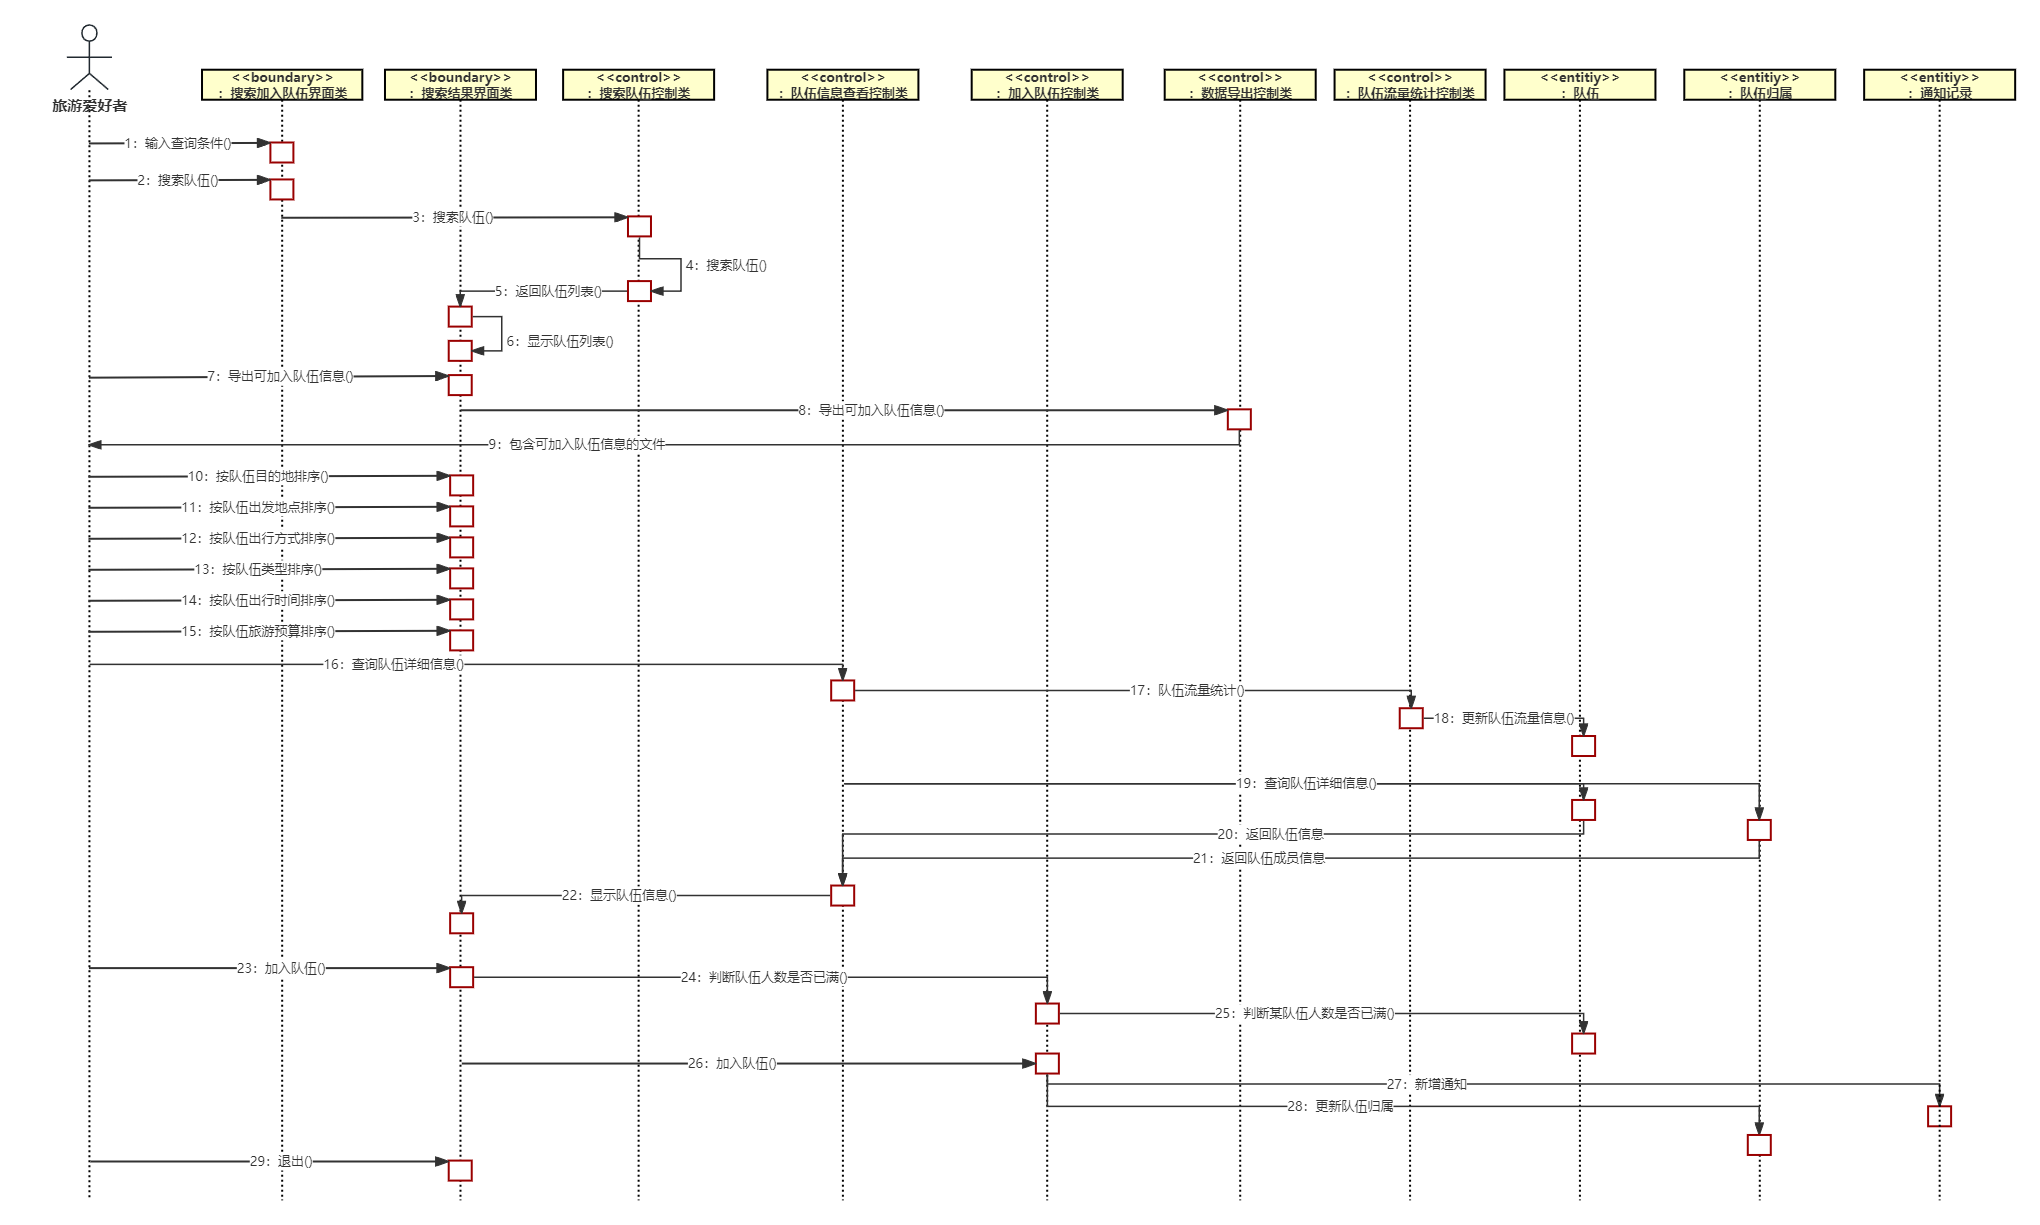 <<boundary>>
：搜索加入队伍界面类
<<boundary>>
：搜索结果界面类
<<control>>
：搜索队伍控制类
<<control>>
：队伍信息查看控制类
<<control>>
：加入队伍控制类
<<control>>
：数据导出控制类
<<control>>
：队伍流量统计控制类
<<entitiy>>
：队伍
<<entitiy>>
：队伍归属
<<entitiy>>
：通知记录
旅游爱好者
1：输入查询条件()
2：搜索队伍()
3：搜索队伍()
4：搜索队伍()
5：返回队伍列表()
6：显示队伍列表()
7：导出可加入队伍信息()
8：导出可加入队伍信息()
9：包含可加入队伍信息的文件
10：按队伍目的地排序()
11：按队伍出发地点排序()
12：按队伍出行方式排序()
13：按队伍类型排序()
14：按队伍出行时间排序()
15：按队伍旅游预算排序()
16：查询队伍详细信息()
17：队伍流量统计()
18：更新队伍流量信息()
19：查询队伍详细信息()
20：返回队伍信息
21：返回队伍成员信息
22：显示队伍信息()
23：加入队伍()
24：判断队伍人数是否已满()
25：判断某队伍人数是否已满()
26：加入队伍()
27：新增通知
28：更新队伍归属
29：退出()